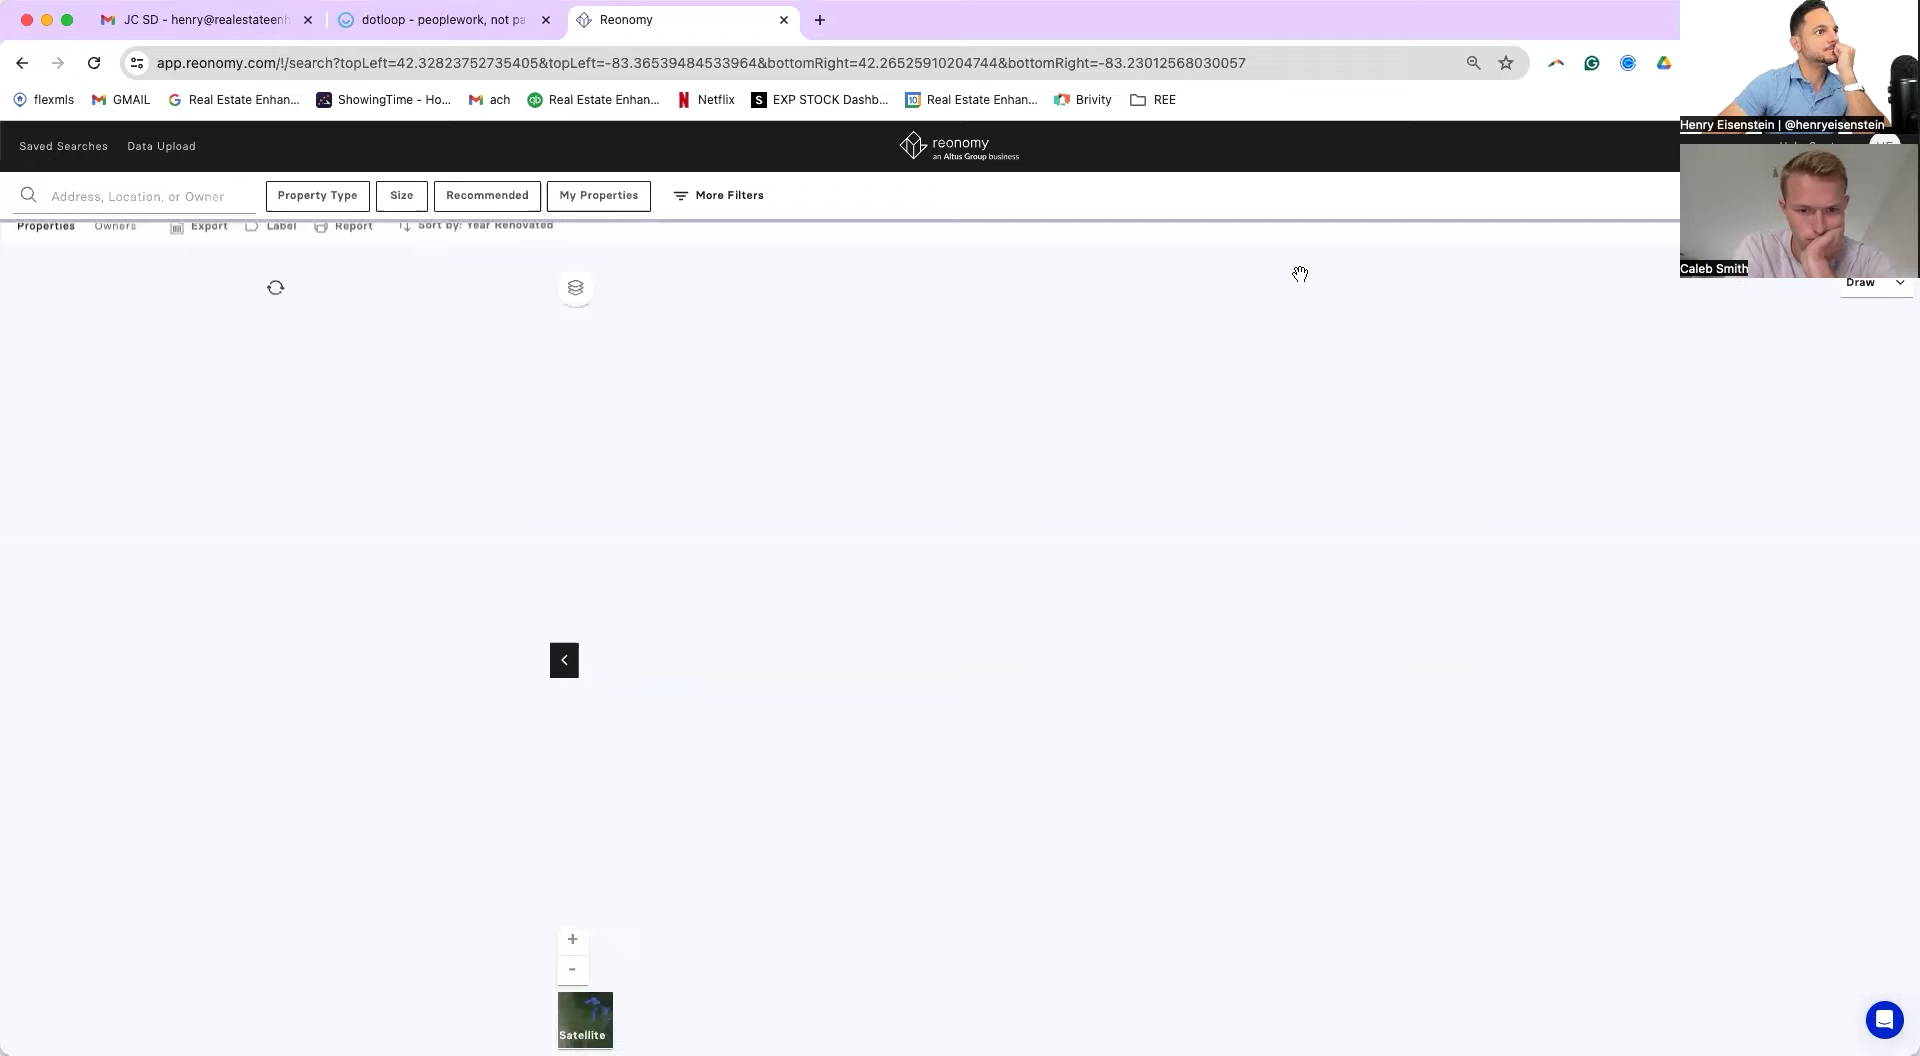 JC SD - henry@realestateenh
dotloop - peoplework, not pa
Reonomy
app.reonomy.com/!/search?topLeft=42.32823752735405&topLeft=-83.36539484533964&bottomRight=42.26525910204744&bottomRight=-83.23012568030057
flexmls
GMAIL
Real Estate Enhan...
ShowingTime - Ho...
ach
Real Estate Enhan...
Netflix
EXP STOCK Dashb...
Real Estate Enhan...
Brivity
REE
Henry Eisenstein | @henryeisenstein
Saved Searches
Data Upload
reonomy
an Altus Group business
Address, Location, or Owner
Property Type
Size
Recommended
My Properties
More Filters
Properties
Owners
Export
Label
Report
Sort by: Year Renovated
Caleb Smith
Draw
+
-
Satellite